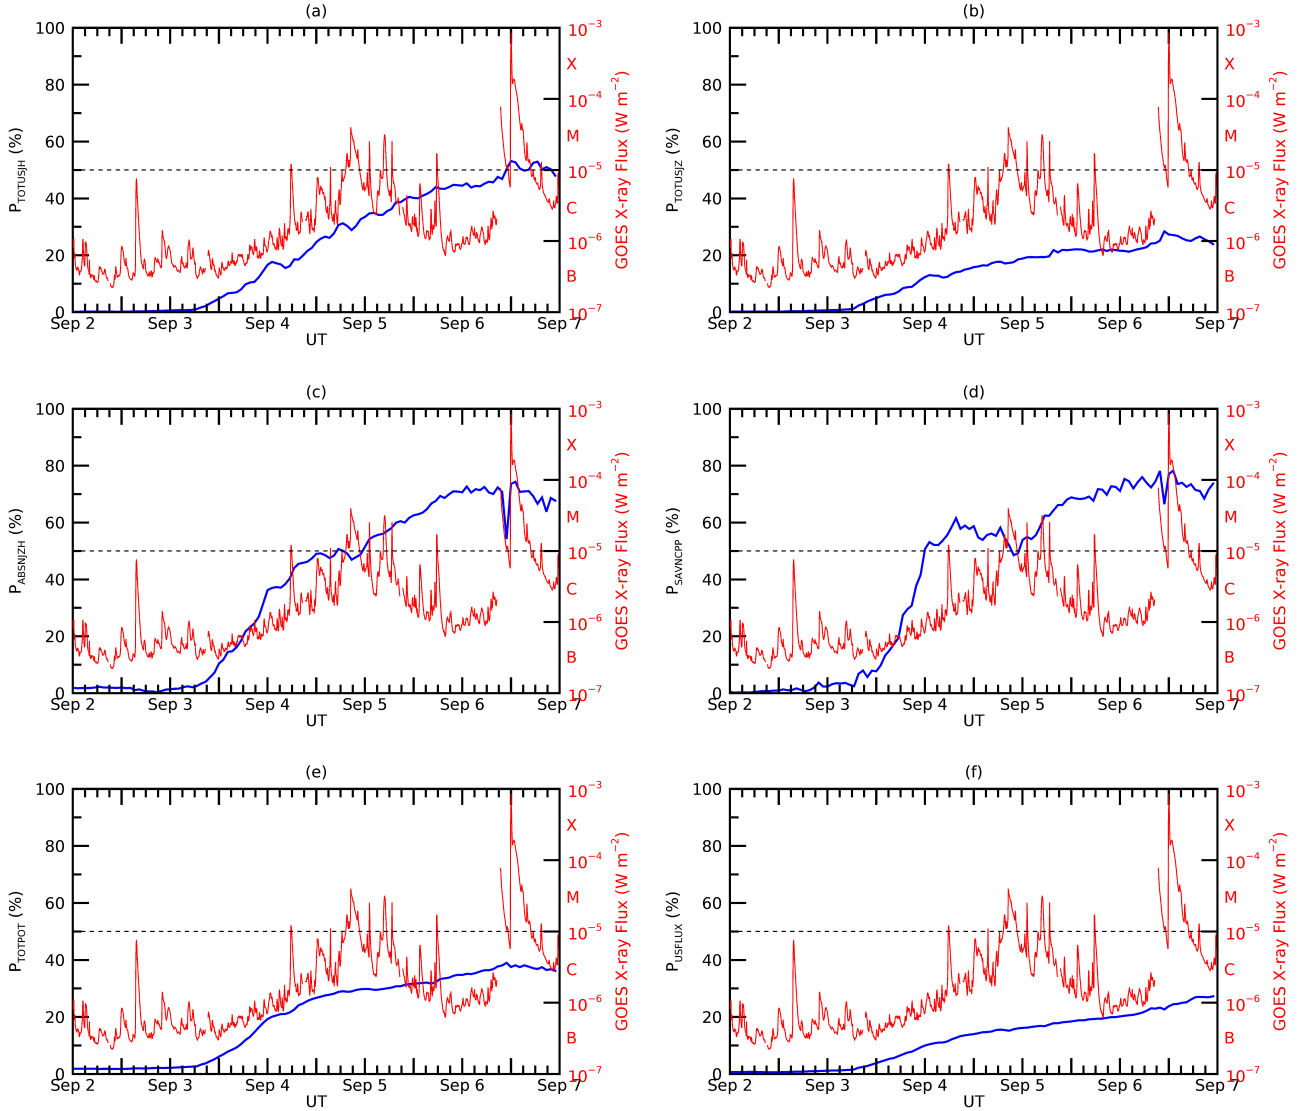 (a)
100
80
60
40
20
0
P_TOTUSJH (%)
Sep 2 Sep 3 Sep 4 Sep 5 Sep 6 Sep 7
UT
10^−3
X
10^−4
M
10^−5
C
10^−6
B
10^−7
GOES X-ray Flux (W m^−2)
(b)
100
80
60
40
20
0
P_TOTUSJZ (%)
Sep 2 Sep 3 Sep 4 Sep 5 Sep 6 Sep 7
UT
10^−3
X
10^−4
M
10^−5
C
10^−6
B
10^−7
GOES X-ray Flux (W m^−2)
(c)
100
80
60
40
20
0
P_ABSNJZH (%)
Sep 2 Sep 3 Sep 4 Sep 5 Sep 6 Sep 7
UT
10^−3
X
10^−4
M
10^−5
C
10^−6
B
10^−7
GOES X-ray Flux (W m^−2)
(d)
100
80
60
40
20
0
P_SAVNCPP (%)
Sep 2 Sep 3 Sep 4 Sep 5 Sep 6 Sep 7
UT
10^−3
X
10^−4
M
10^−5
C
10^−6
B
10^−7
GOES X-ray Flux (W m^−2)
(e)
100
80
60
40
20
0
P_TOTPOT (%)
Sep 2 Sep 3 Sep 4 Sep 5 Sep 6 Sep 7
UT
10^−3
X
10^−4
M
10^−5
C
10^−6
B
10^−7
GOES X-ray Flux (W m^−2)
(f)
100
80
60
40
20
0
P_USFLUX (%)
Sep 2 Sep 3 Sep 4 Sep 5 Sep 6 Sep 7
UT
10^−3
X
10^−4
M
10^−5
C
10^−6
B
10^−7
GOES X-ray Flux (W m^−2)